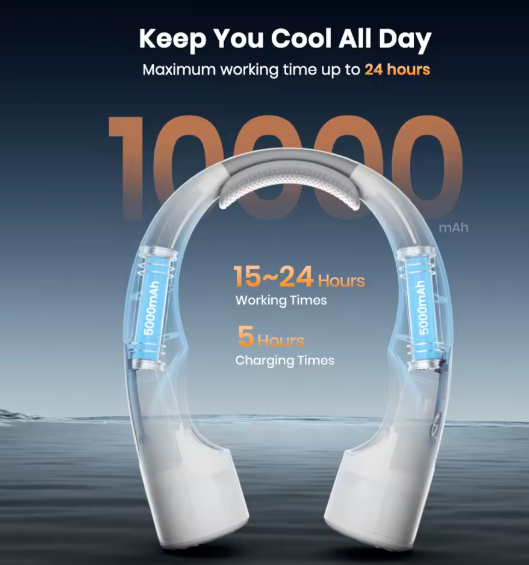 Keep You Cool All Day
Maximum working time up to 24 hours
10000
mAh
5000mAh
15~24 Hours
Working Times
5 Hours
Charging Times
5000mAh